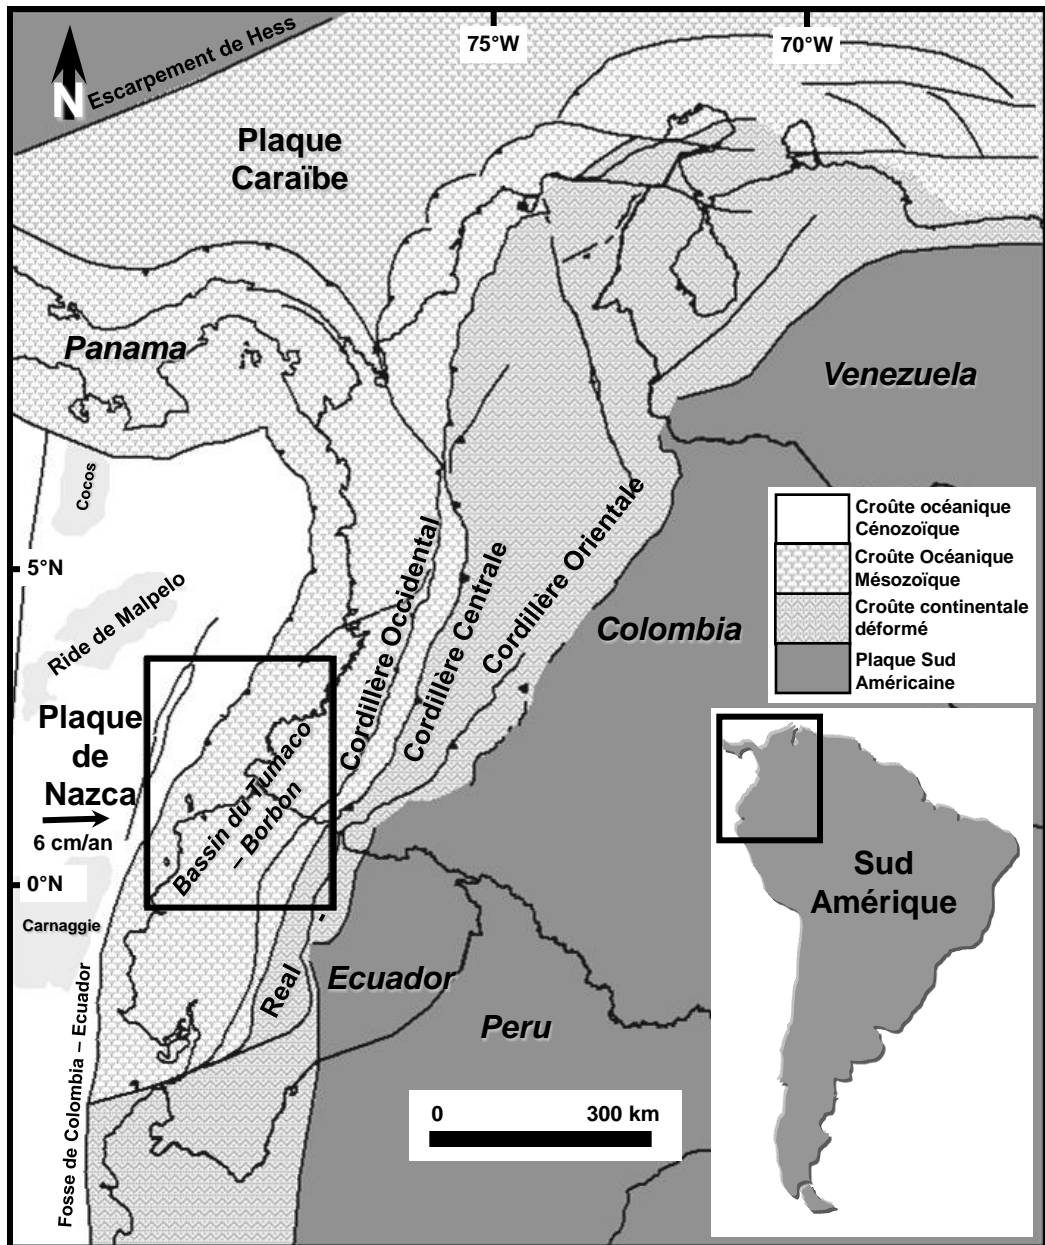 75°W
70°W
Escarpement de Hess
N
Plaque
Caraïbe
Panama
Venezuela
Cocos
Croûte océanique
Cénozoïque
Croûte Océanique
Mésozoïque
Croûte continentale
déformé
Plaque Sud
Américaine
5°N
Ride de Malpelo
Cordillère Occidental
Cordillère Centrale
Cordillère Orientale
Colombia
Plaque
de
Nazca
6 cm/an
Bassin du Tumaco
– Borbon
0°N
Carnaggie
Sud
Amérique
Real
Ecuador
Peru
Fosse de Colombia – Ecuador
0
300 km